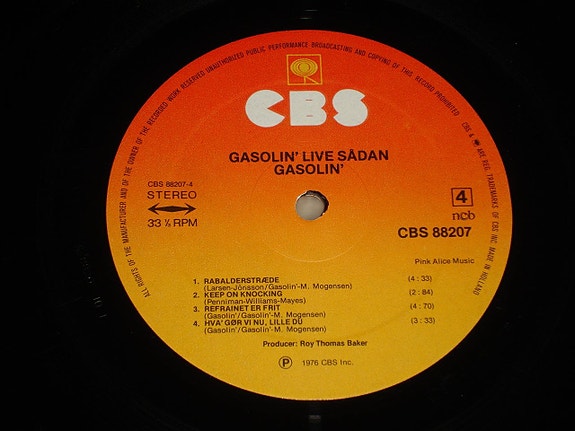 ALL RIGHTS OF THE MANUFACTURER AND OF THE OWNER OF THE RECORDED WORK RESERVED UNAUTHORIZED PUBLIC PERFORMANCE BROADCASTING AND COPYING OF THIS RECORD PROHIBITED
CBS & ARE REG. TRADEMARKS OF CBS INC. MADE IN HOLLAND
CBS
GASOLIN' LIVE SÅDAN
GASOLIN'
CBS 88207-4
STEREO
33 ⅓ RPM
4
ncb
CBS 88207
Pink Alice Music
1. RABALDERSTRÆDE (4:33)
(Larsen-Jönsson/Gasolin'-M. Mogensen)
2. KEEP ON KNOCKING (2:84)
(Penniman-Williams-Mayes)
3. REFRAINET ER FRIT (4:70)
(Gasolin'/Gasolin'-M. Mogensen)
4. HVA' GØR VI NU, LILLE DU (3:33)
(Gasolin'/Gasolin'-M. Mogensen)
Producer: Roy Thomas Baker
Ⓟ 1976 CBS Inc.